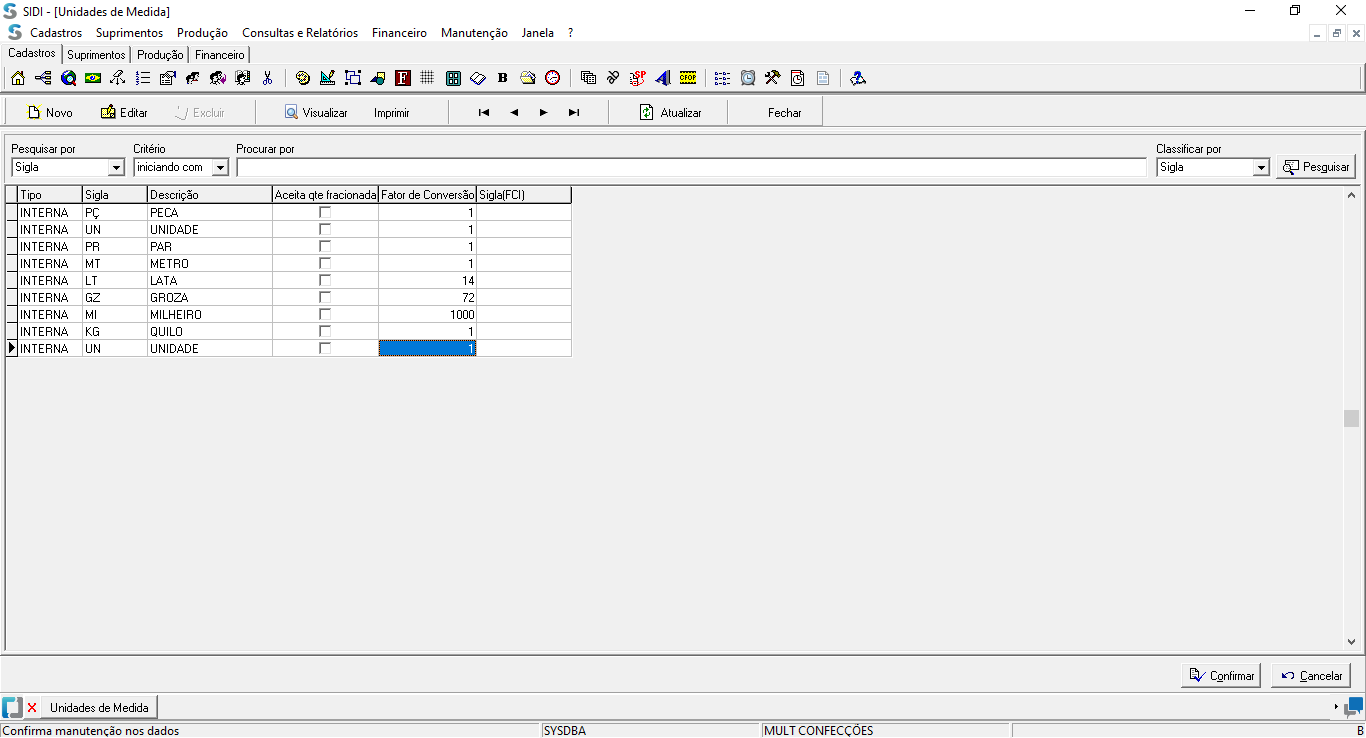 SIDI - [Unidades de Medida]
Cadastros Suprimentos Produção Consultas e Relatórios Financeiro Manutenção Janela ?
Cadastros Suprimentos Produção Financeiro
F B SP CFOP
Novo Editar Excluir Visualizar Imprimir Atualizar Fechar
Pesquisar por Critério Procurar por Classificar por
Sigla iniciando com Sigla Pesquisar
Tipo Sigla Descrição Aceita qte fracionada Fator de Conversão Sigla(FCI)
INTERNA PÇ PECA 1
INTERNA UN UNIDADE 1
INTERNA PR PAR 1
INTERNA MT METRO 1
INTERNA LT LATA 14
INTERNA GZ GROZA 72
INTERNA MI MILHEIRO 1000
INTERNA KG QUILO 1
INTERNA UN UNIDADE 1
Confirmar Cancelar
Unidades de Medida
Confirma manutenção nos dados SYSDBA MULT CONFECÇÕES B